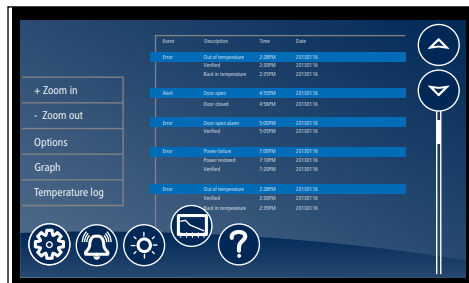 Event Description Time Date
Error Out of temperature 2:28PM 20130116
Verified 2:30PM 20130116
Back in temperature 2:35PM 20130116
Alert Door open 4:55PM 20130116
Door closed 4:56PM 20130116
Error Door open alarm 5:00PM 20130116
Verified 5:05PM 20130116
Error Power failure 7:00PM 20130116
Power restored 7:10PM 20130116
Verified 7:20PM 20130116
Error Out of temperature 2:28PM 20130116
Verified 2:30PM 20130116
Back in temperature 2:35PM 20130116
+ Zoom in
- Zoom out
Options
Graph
Temperature log
?